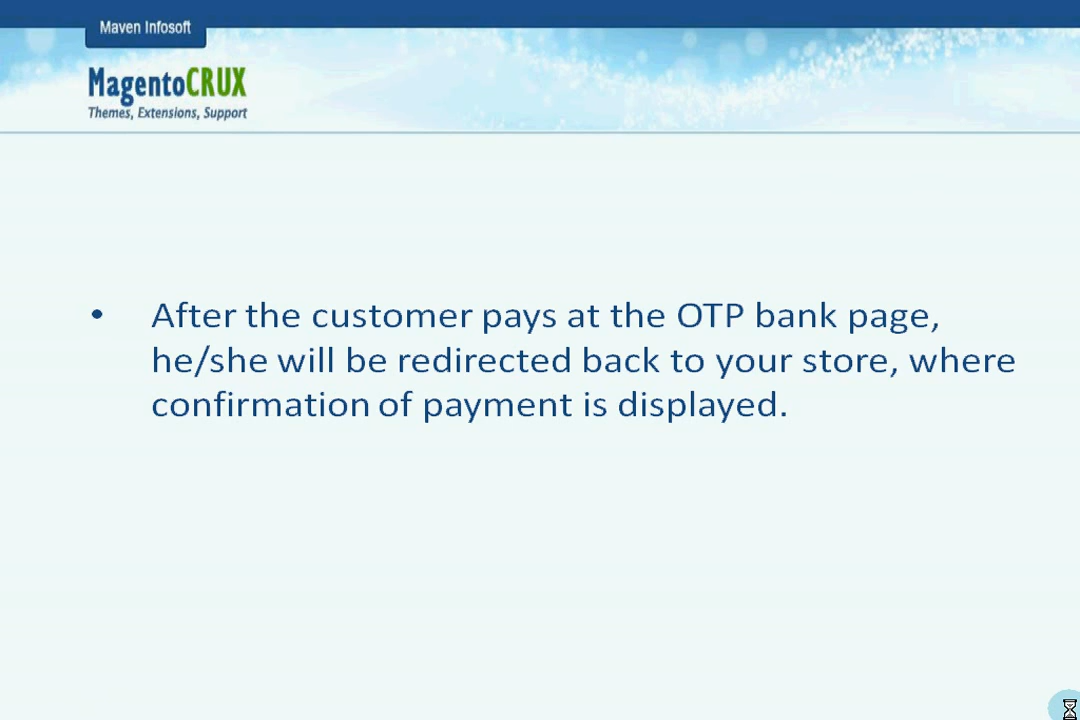 Maven Infosoft
MagentoCRUX
Themes, Extensions, Support
• After the customer pays at the OTP bank page,
he/she will be redirected back to your store, where
confirmation of payment is displayed.